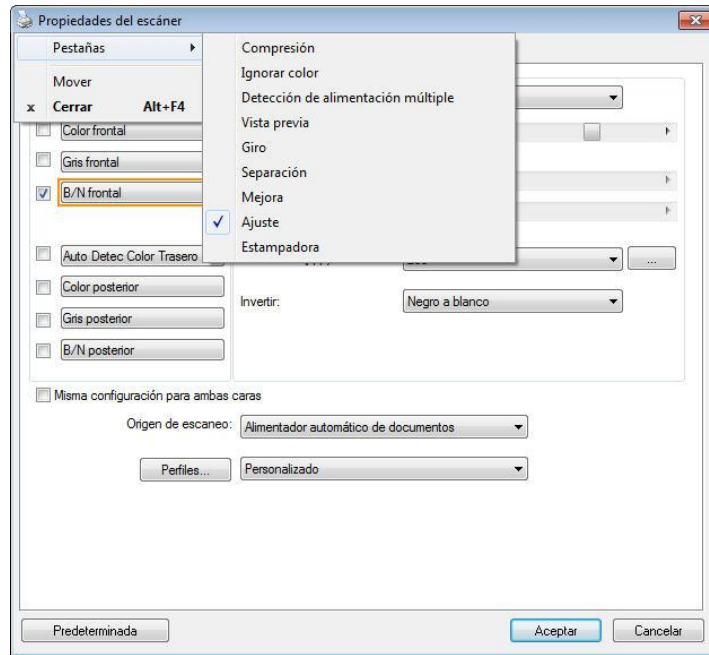 Propiedades del escáner
Pestañas
Mover
x Cerrar Alt+F4
Compresión
Ignorar color
Detección de alimentación múltiple
Vista previa
Giro
Separación
Mejora
Ajuste
Estampadora
Color frontal
Gris frontal
B/N frontal
Auto Detec Color Trasero
...
Color posterior
Gris posterior
B/N posterior
Invertir:
Negro a blanco
Misma configuración para ambas caras
Origen de escaneo:
Alimentador automático de documentos
Perfiles...
Personalizado
Predeterminada
Aceptar
Cancelar